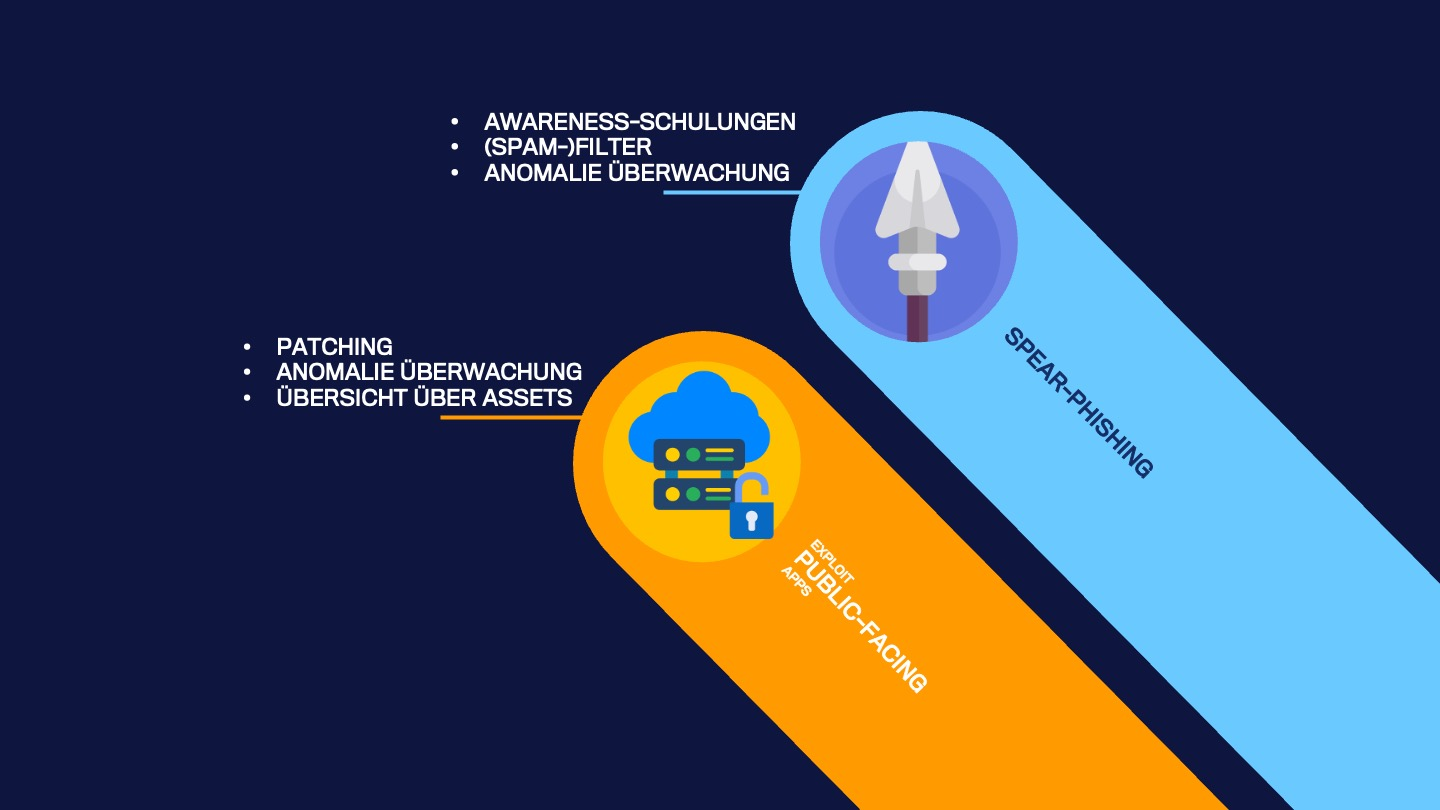 • AWARENESS-SCHULUNGEN
• (SPAM-)FILTER
• ANOMALIE ÜBERWACHUNG
SPEAR-PHISHING
• PATCHING
• ANOMALIE ÜBERWACHUNG
• ÜBERSICHT ÜBER ASSETS
EXPLOIT
PUBLIC-FACING
APPS